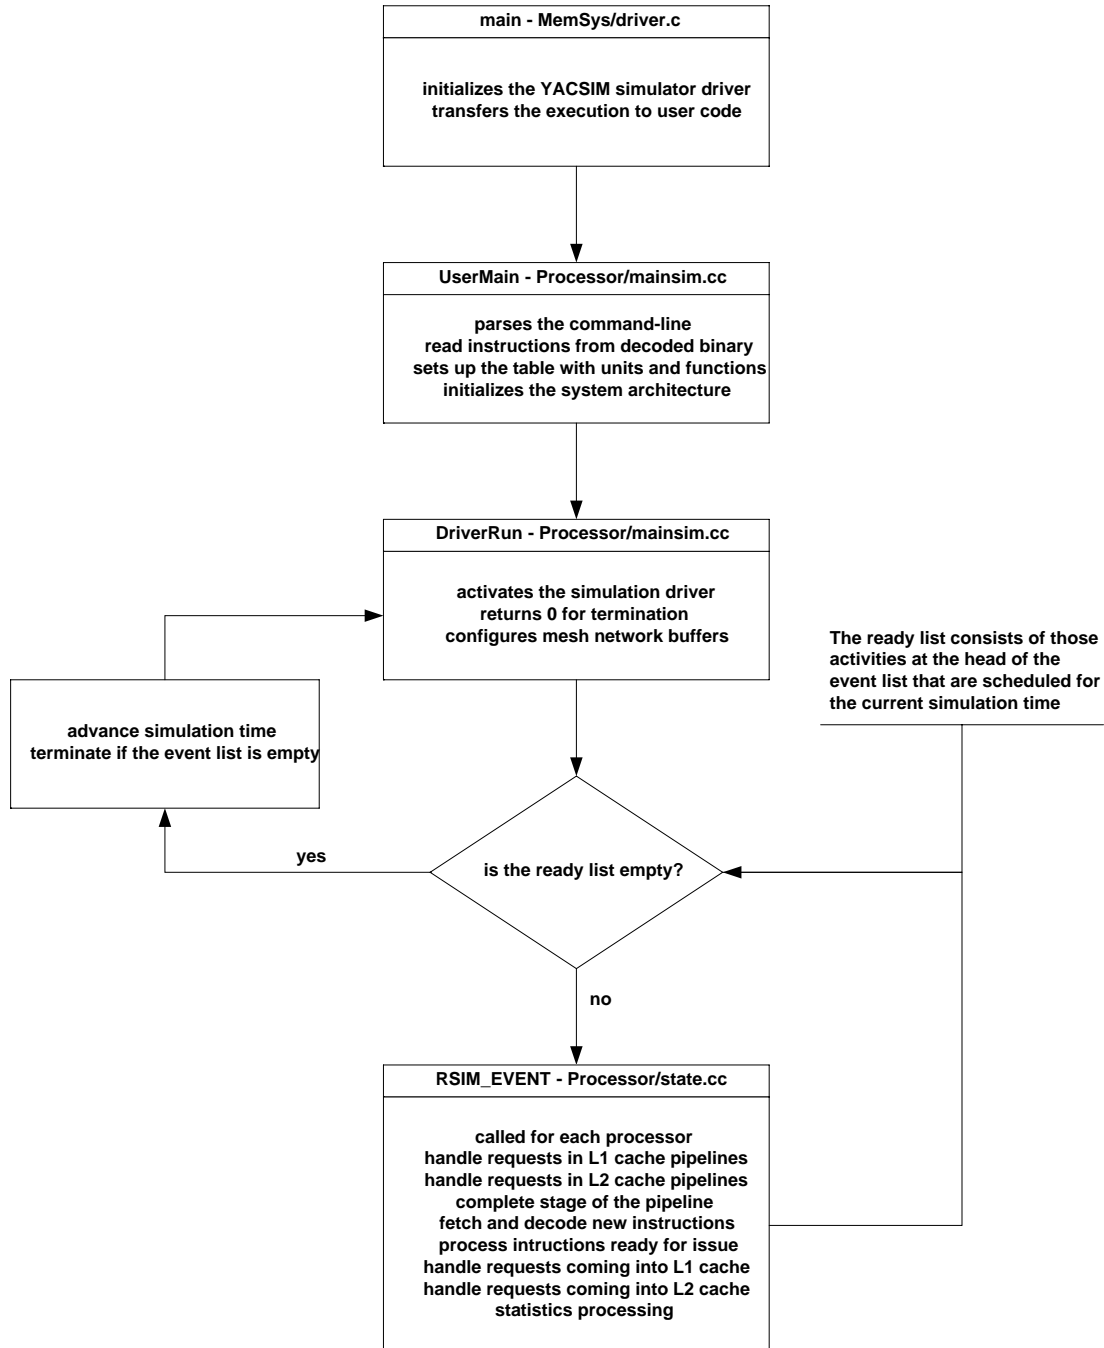 main - MemSys/driver.c
initializes the YACSIM simulator driver
transfers the execution to user code
UserMain - Processor/mainsim.cc
parses the command-line
read instructions from decoded binary
sets up the table with units and functions
initializes the system architecture
DriverRun - Processor/mainsim.cc
activates the simulation driver
returns 0 for termination
configures mesh network buffers
The ready list consists of those
activities at the head of the
event list that are scheduled for
the current simulation time
advance simulation time
terminate if the event list is empty
yes
is the ready list empty?
no
RSIM_EVENT - Processor/state.cc
called for each processor
handle requests in L1 cache pipelines
handle requests in L2 cache pipelines
complete stage of the pipeline
fetch and decode new instructions
process intructions ready for issue
handle requests coming into L1 cache
handle requests coming into L2 cache
statistics processing